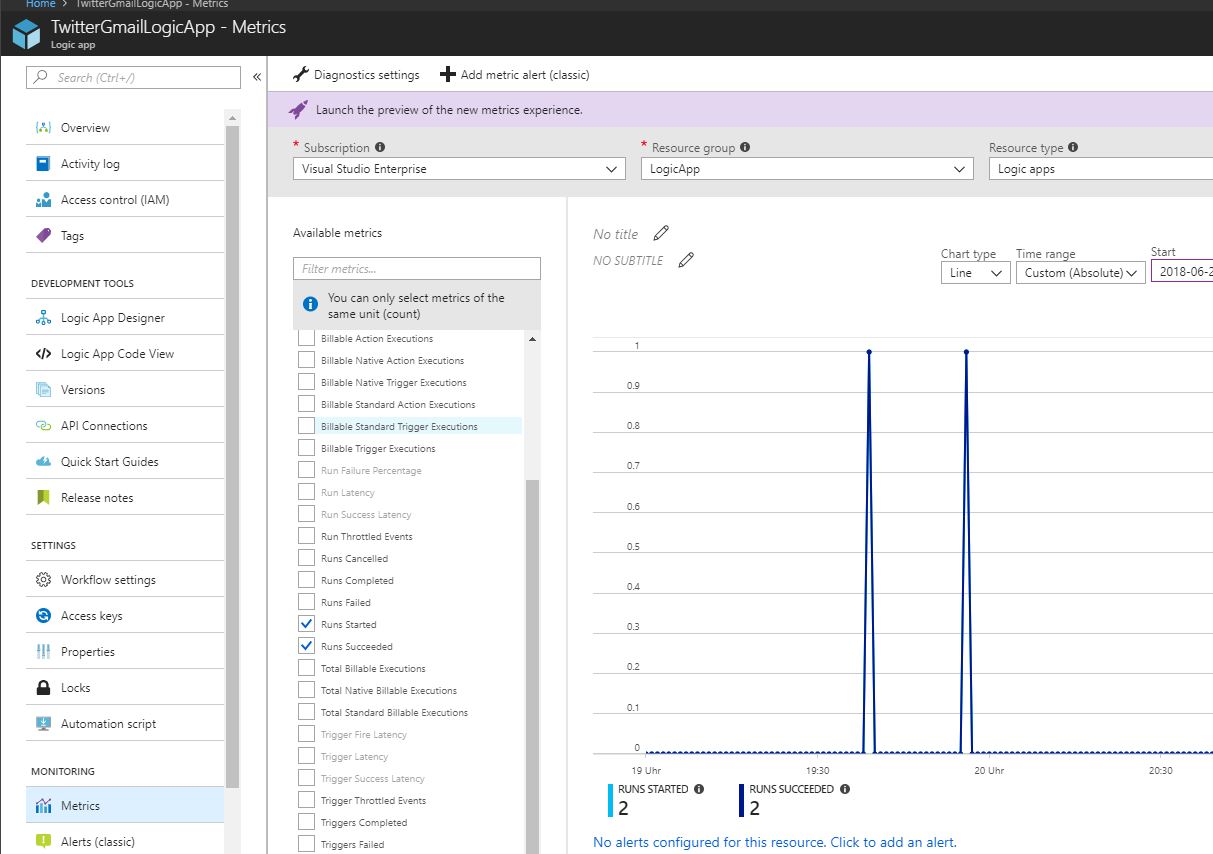 Home > TwitterGmailLogicApp - Metrics
TwitterGmailLogicApp - Metrics
Logic app
Search (Ctrl+/)
«
Overview
Activity log
Access control (IAM)
Tags
DEVELOPMENT TOOLS
Logic App Designer
Logic App Code View
Versions
API Connections
Quick Start Guides
Release notes
SETTINGS
Workflow settings
Access keys
Properties
Locks
Automation script
MONITORING
Metrics
Alerts (classic)
Diagnostics settings
Add metric alert (classic)
Launch the preview of the new metrics experience.
* Subscription
Visual Studio Enterprise
* Resource group
LogicApp
Resource type
Logic apps
Available metrics
Filter metrics...
You can only select metrics of the
same unit (count)
Billable Action Executions
Billable Native Action Executions
Billable Native Trigger Executions
Billable Standard Action Executions
Billable Standard Trigger Executions
Billable Trigger Executions
Run Failure Percentage
Run Latency
Run Success Latency
Run Throttled Events
Runs Cancelled
Runs Completed
Runs Failed
Runs Started
Runs Succeeded
Total Billable Executions
Total Native Billable Executions
Total Standard Billable Executions
Trigger Fire Latency
Trigger Latency
Trigger Success Latency
Trigger Throttled Events
Triggers Completed
Triggers Failed
No title
NO SUBTITLE
Chart type
Line
Time range
Custom (Absolute)
Start
2018-06-2
1
0.9
0.8
0.7
0.6
0.5
0.4
0.3
0.2
0.1
0
19 Uhr
19:30
20 Uhr
20:30
RUNS STARTED
2
RUNS SUCCEEDED
2
No alerts configured for this resource. Click to add an alert.